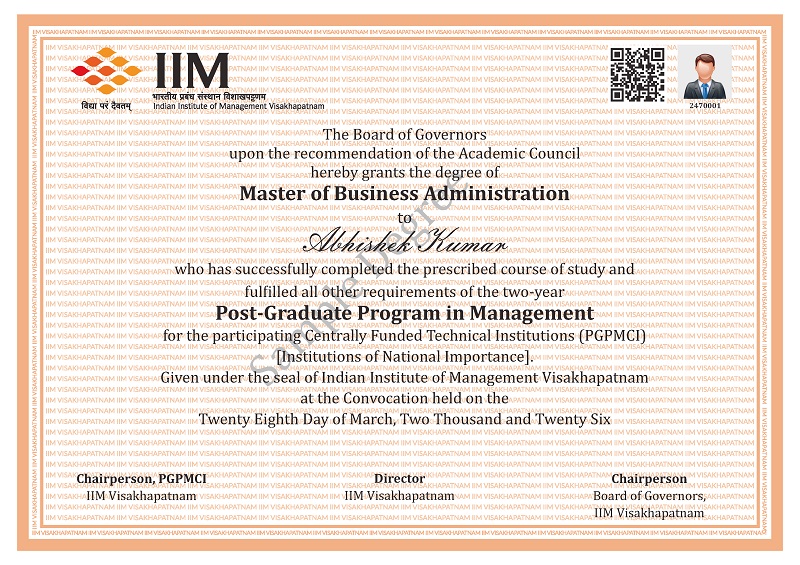 IIM
भारतीय प्रबंध संस्थान विशाखपट्टणम
विद्या परं दैवतम्
Indian Institute of Management Visakhapatnam
2470001
The Board of Governors
upon the recommendation of the Academic Council
hereby grants the degree of
Master of Business Administration
to
Abhishek Kumar
who has successfully completed the prescribed course of study and
fulfilled all other requirements of the two-year
Post-Graduate Program in Management
for the participating Centrally Funded Technical Institutions (PGPMCI)
[Institutions of National Importance].
Given under the seal of Indian Institute of Management Visakhapatnam
at the Convocation held on the
Twenty Eighth Day of March, Two Thousand and Twenty Six
Sample Degree
Chairperson, PGPMCI
IIM Visakhapatnam
Director
IIM Visakhapatnam
Chairperson
Board of Governors,
IIM Visakhapatnam
IIM VISAKHAPATNAM